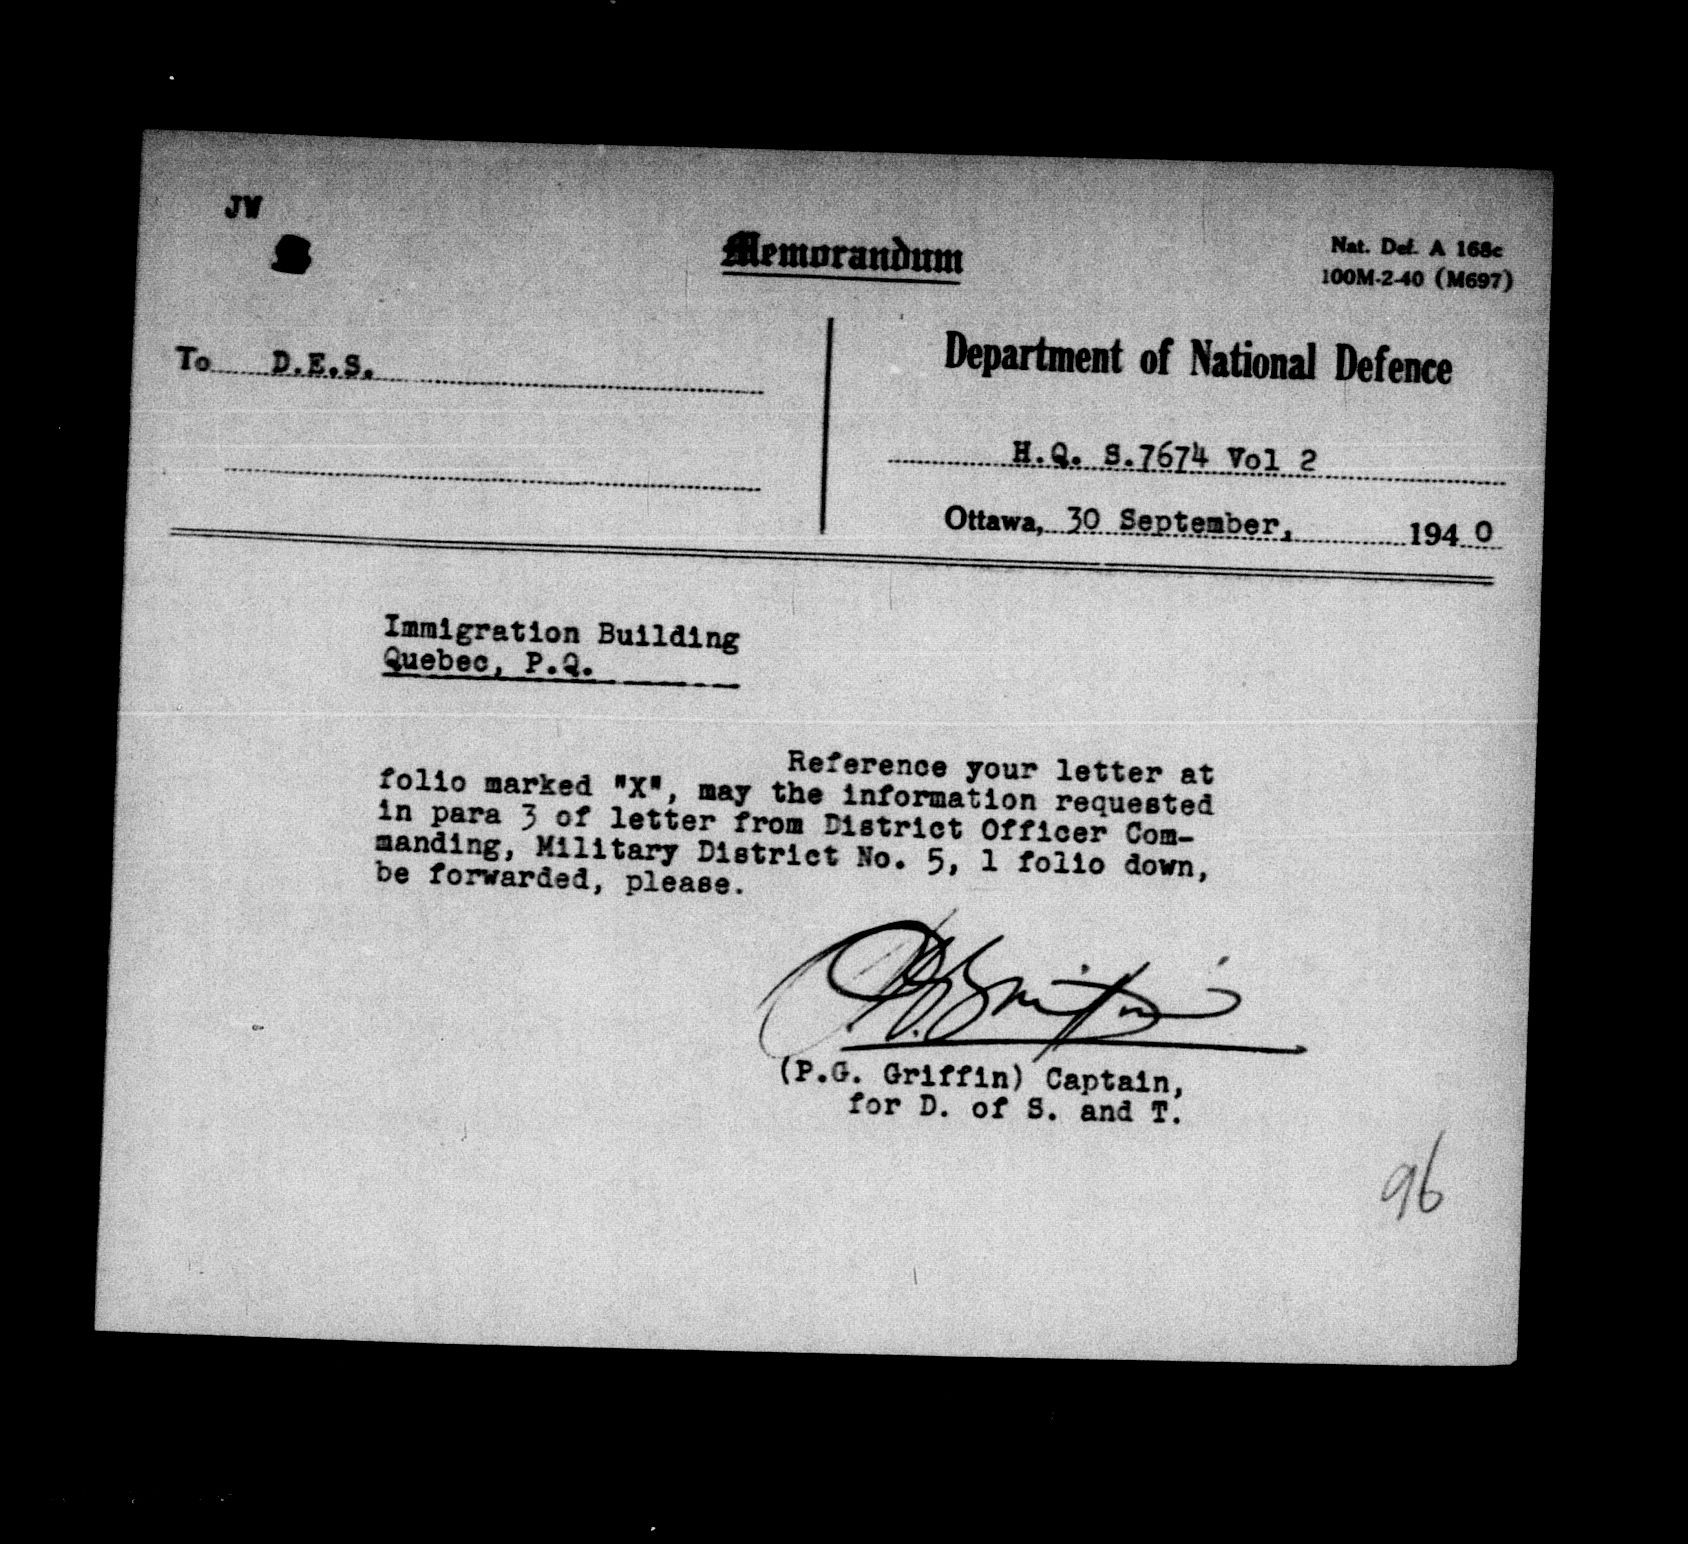 JW
Memorandum
Nat. Def. A 168c
100M-2-40 (M697)
To D.E.S.
Department of National Defence
H.Q. S.7674 Vol 2
Ottawa, 30 September, 1940
Immigration Building
Quebec, P.Q.
Reference your letter at
folio marked "X", may the information requested
in para 3 of letter from District Officer Com-
manding, Military District No. 5, 1 folio down,
be forwarded, please.
(P.G. Griffin) Captain,
for D. of S. and T.
96